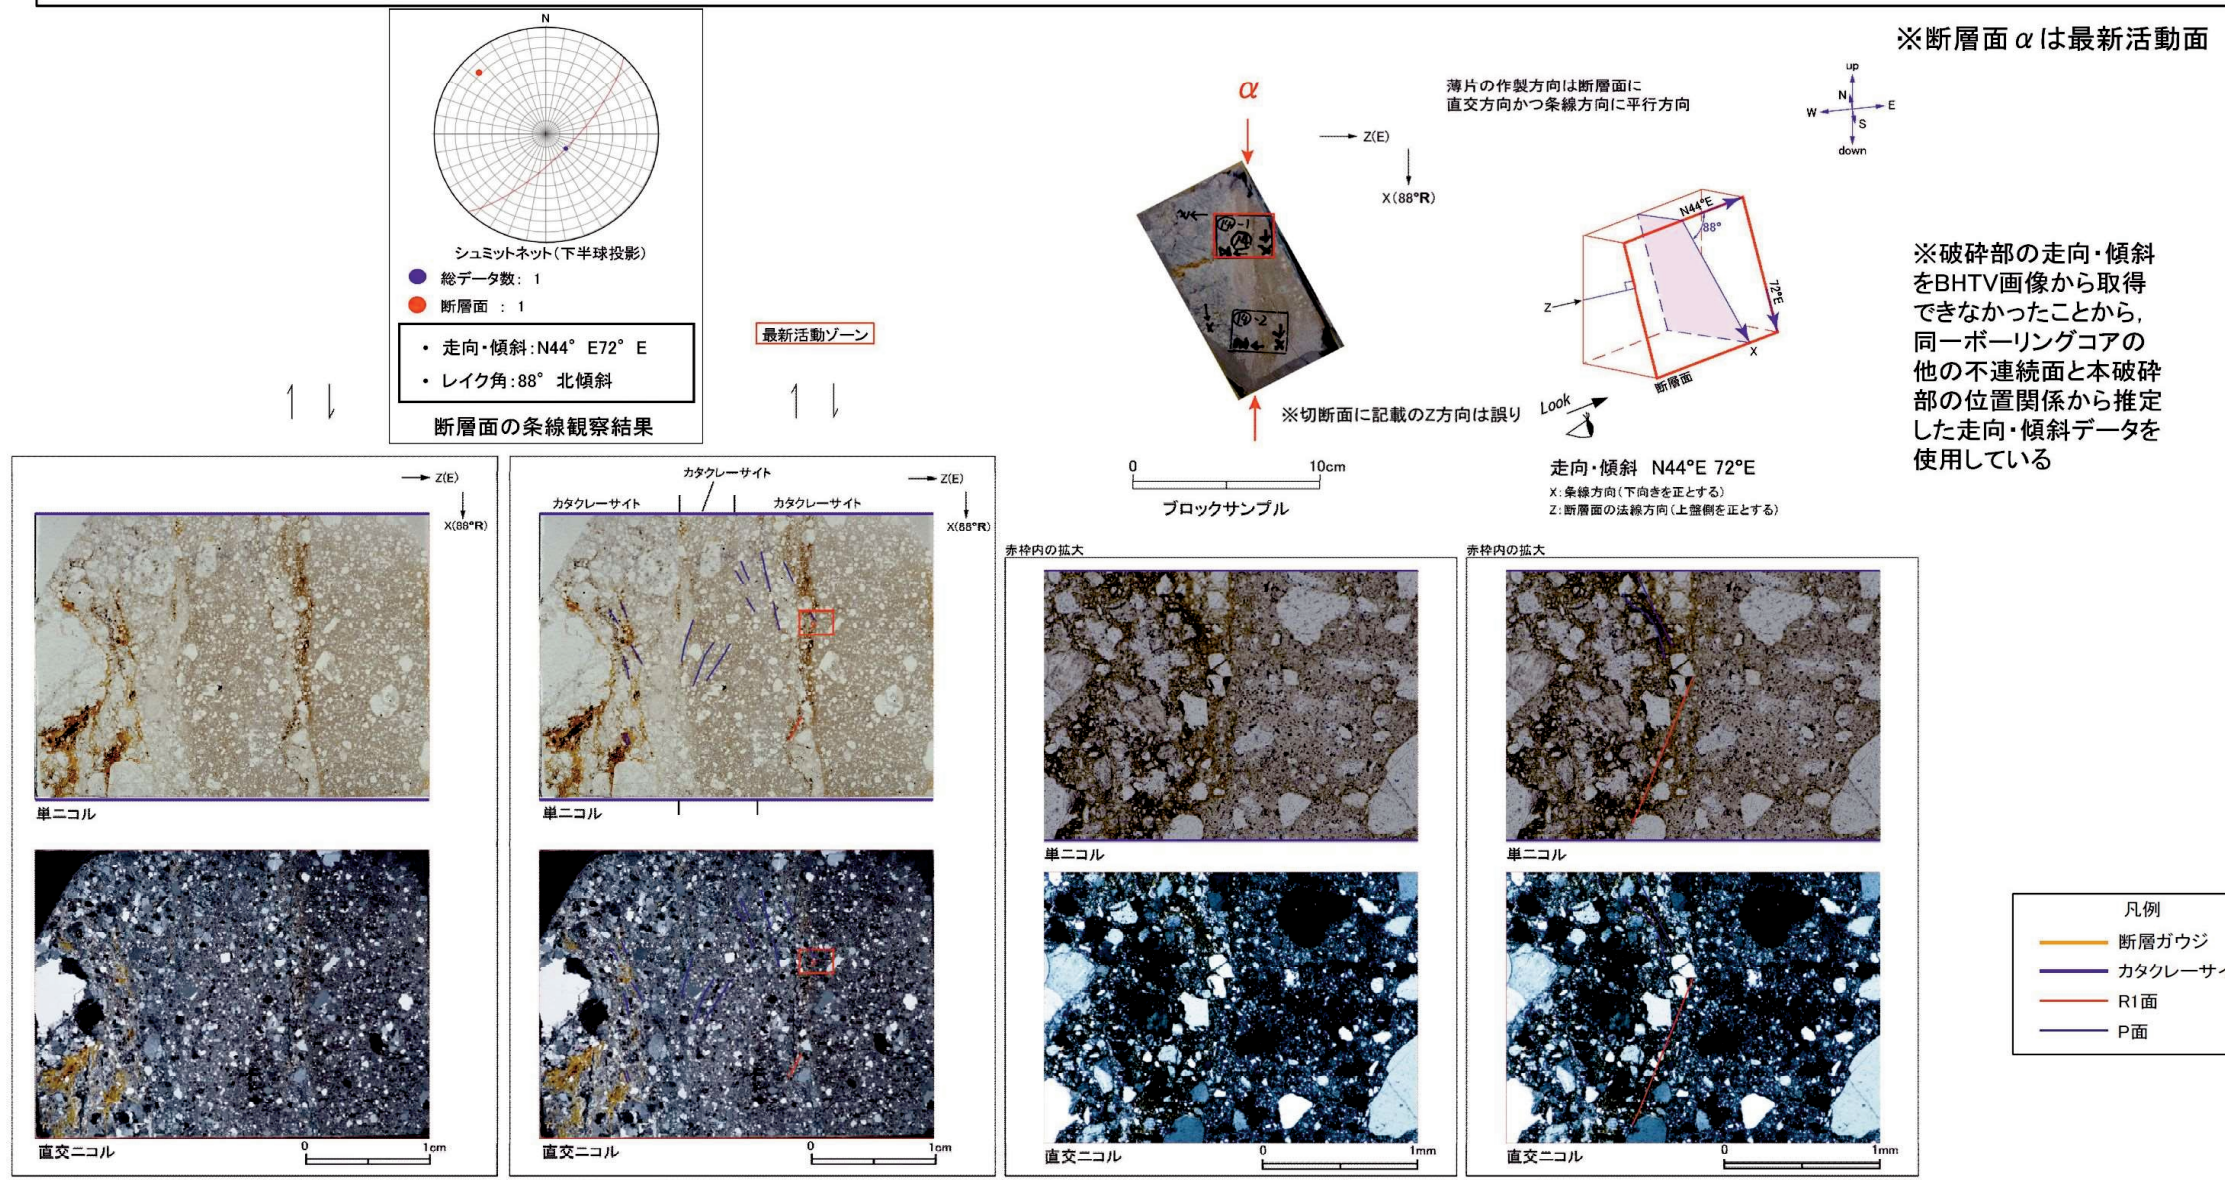 ※断層面αは最新活動面
N
シュミットネット(下半球投影)
総データ数: 1
断層面 : 1
・ 走向・傾斜:N44° E72° E
・ レイク角:88° 北傾斜
断層面の条線観察結果
最新活動ゾーン
α
Z(E)
X(88°R)
薄片の作製方向は断層面に
直交方向かつ条線方向に平行方向
up
N
W
E
S
down
⑭-1
⑭-2
※切断面に記載のZ方向は誤り
0
10cm
ブロックサンプル
N44°E
88°
72°E
Z
X
断層面
Look
走向・傾斜 N44°E 72°E
X:条線方向(下向きを正とする)
Z:断層面の法線方向(上盤側を正とする)
※破砕部の走向・傾斜
をBHTV画像から取得
できなかったことから,
同一ボーリングコアの
他の不連続面と本破砕
部の位置関係から推定
した走向・傾斜データを
使用している
Z(E)
X(88°R)
単ニコル
直交ニコル
0
1cm
カタクレーサイト
カタクレーサイト
カタクレーサイト
Z(E)
X(88°R)
単ニコル
直交ニコル
0
1cm
赤枠内の拡大
単ニコル
直交ニコル
0
1mm
赤枠内の拡大
単ニコル
直交ニコル
0
1mm
凡例
断層ガウジ
カタクレーサイ
R1面
P面